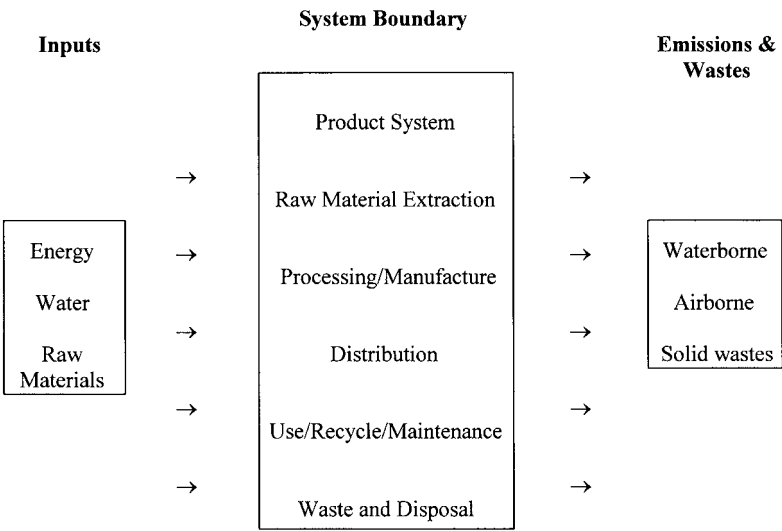 System Boundary
Inputs
Emissions &
Wastes
Product System
→ →
Raw Material Extraction
Energy
Water
Raw
Materials
→ →
Processing/Manufacture
→ →
Distribution
→ →
Use/Recycle/Maintenance
→ →
Waste and Disposal
Waterborne
Airborne
Solid wastes